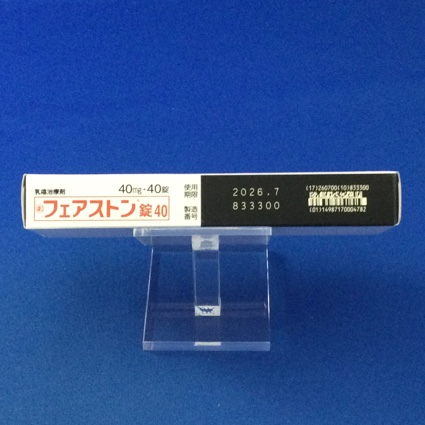 乳癌治療剤
40mg・40錠
劇 フェアストン®錠40
使用
期限
2026.7
製造
番号
833300
(17)260700(10)833300
(01)14987170004782